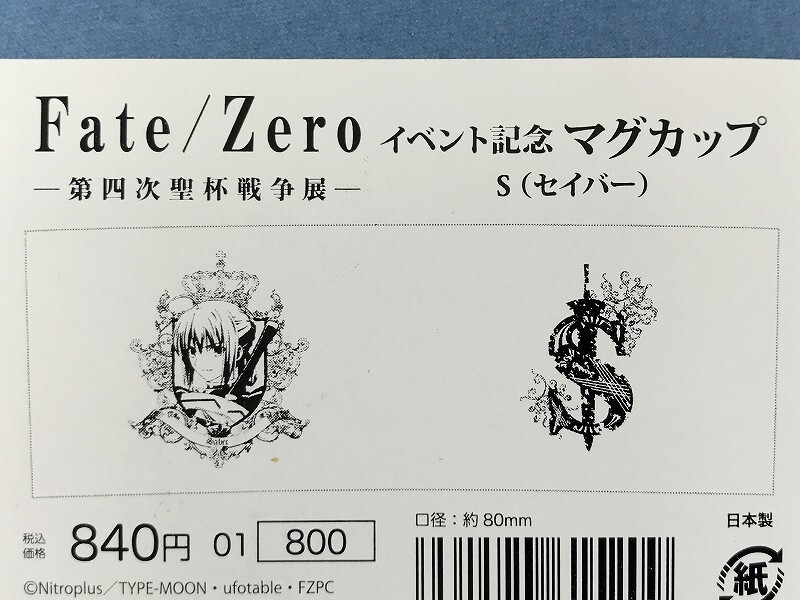 Fate/Zero イベント記念 マグカップ
―第四次聖杯戦争展― S(セイバー)
Saber
S
口径：約80mm 日本製
税込価格 840円 01 800
©Nitroplus／TYPE-MOON・ufotable・FZPC
紙